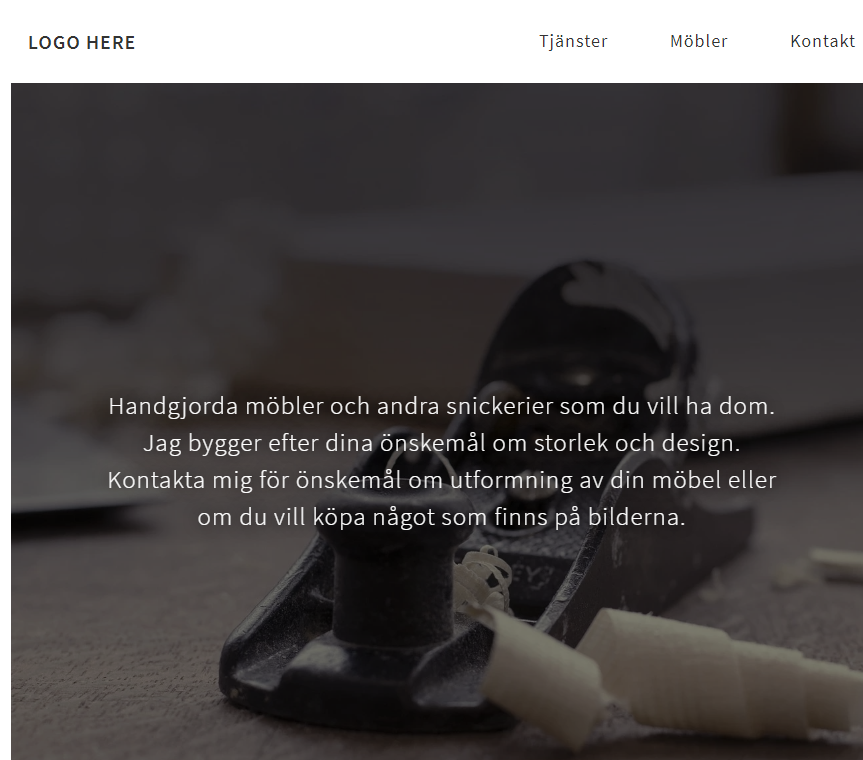 LOGO HERE
Tjänster Möbler Kontakt
Handgjorda möbler och andra snickerier som du vill ha dom.
Jag bygger efter dina önskemål om storlek och design.
Kontakta mig för önskemål om utformning av din möbel eller
om du vill köpa något som finns på bilderna.